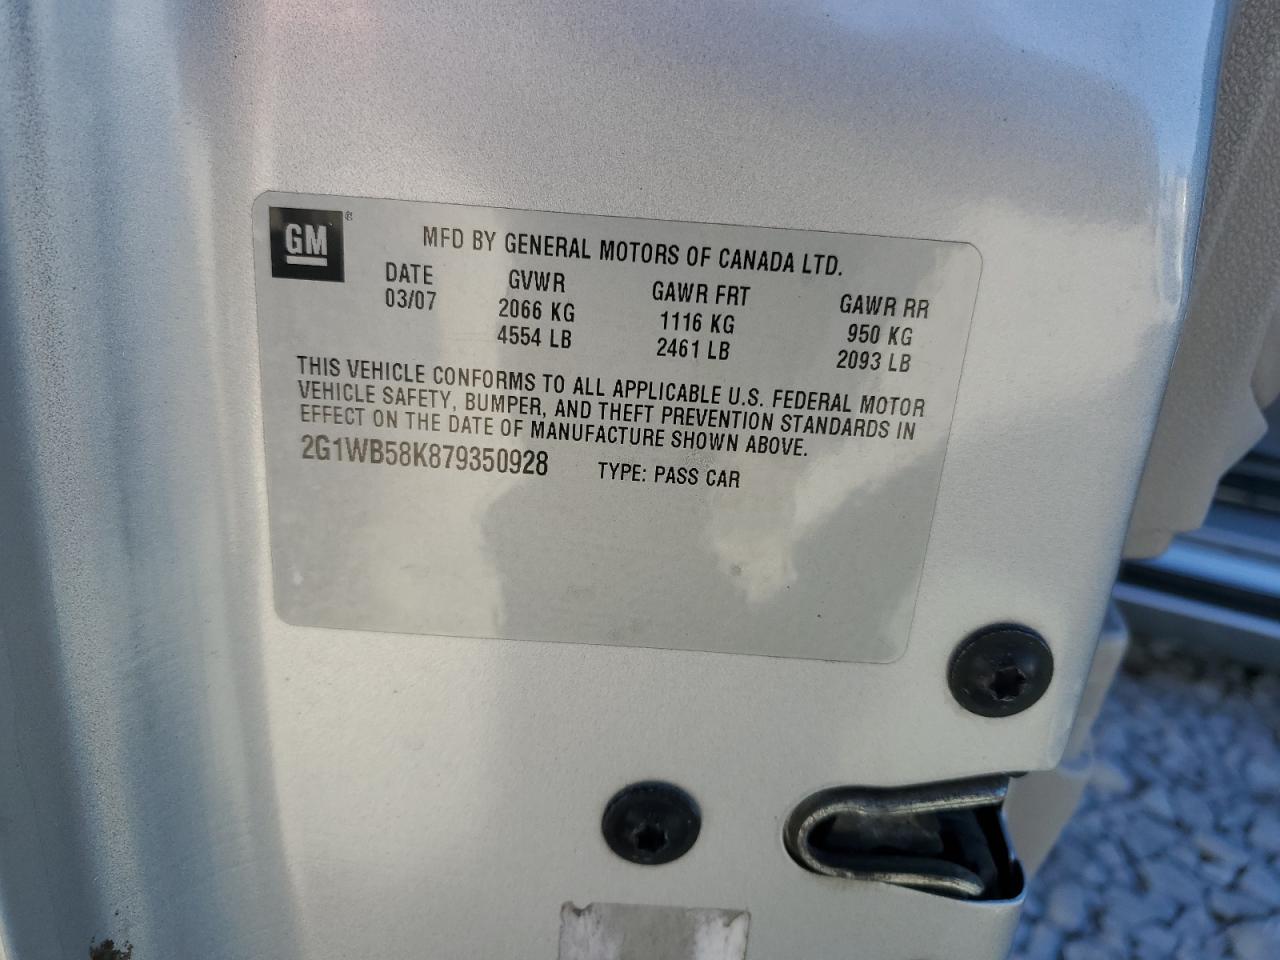 GM®
MFD BY GENERAL MOTORS OF CANADA LTD.
DATE GVWR GAWR FRT GAWR RR
03/07 2066 KG 1116 KG 950 KG
4554 LB 2461 LB 2093 LB
THIS VEHICLE CONFORMS TO ALL APPLICABLE U.S. FEDERAL MOTOR
VEHICLE SAFETY, BUMPER, AND THEFT PREVENTION STANDARDS IN
EFFECT ON THE DATE OF MANUFACTURE SHOWN ABOVE.
2G1WB58K879350928 TYPE: PASS CAR